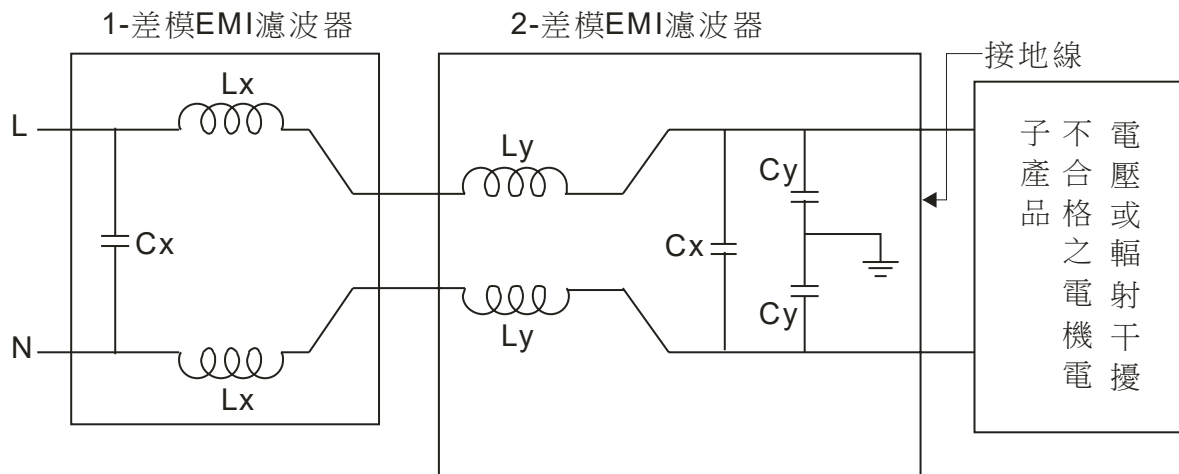 1-差模EMI濾波器
2-差模EMI濾波器
接地線
L
Lx
Ly
Cx
Cx
Cy
Cy
N
Lx
Ly
電壓或輻射干擾
不合格之電機電
子產品